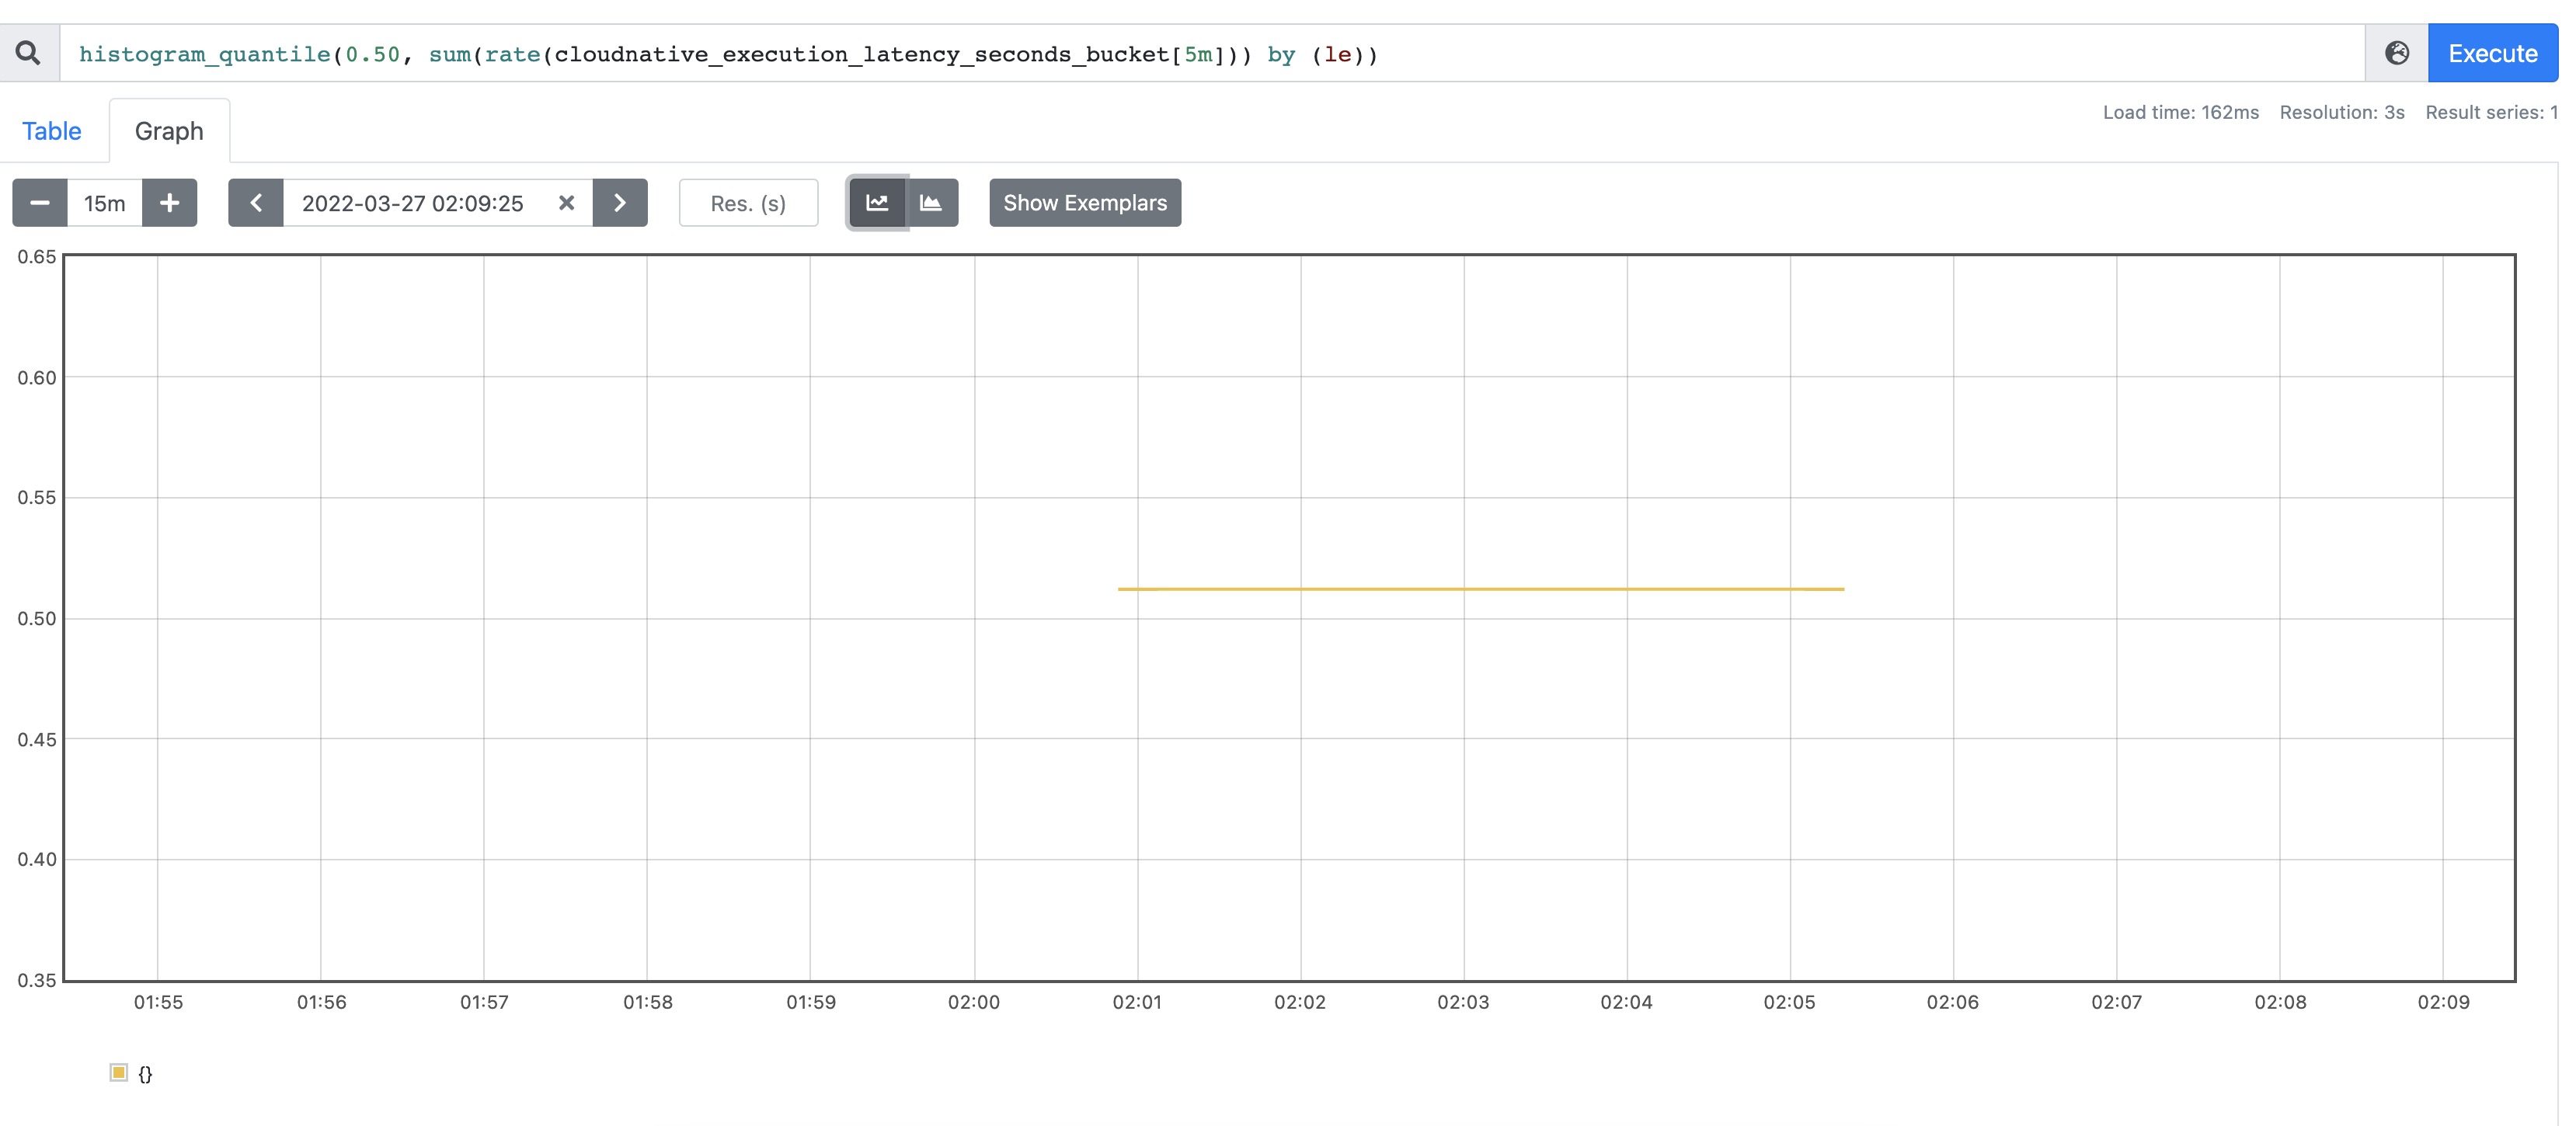 histogram_quantile(0.50, sum(rate(cloudnative_execution_latency_seconds_bucket[5m])) by (le))
Execute
Load time: 162ms Resolution: 3s Result series: 1
Table Graph
15m 2022-03-27 02:09:25 Res. (s) Show Exemplars
0.65
0.60
0.55
0.50
0.45
0.40
0.35
01:55 01:56 01:57 01:58 01:59 02:00 02:01 02:02 02:03 02:04 02:05 02:06 02:07 02:08 02:09
{}